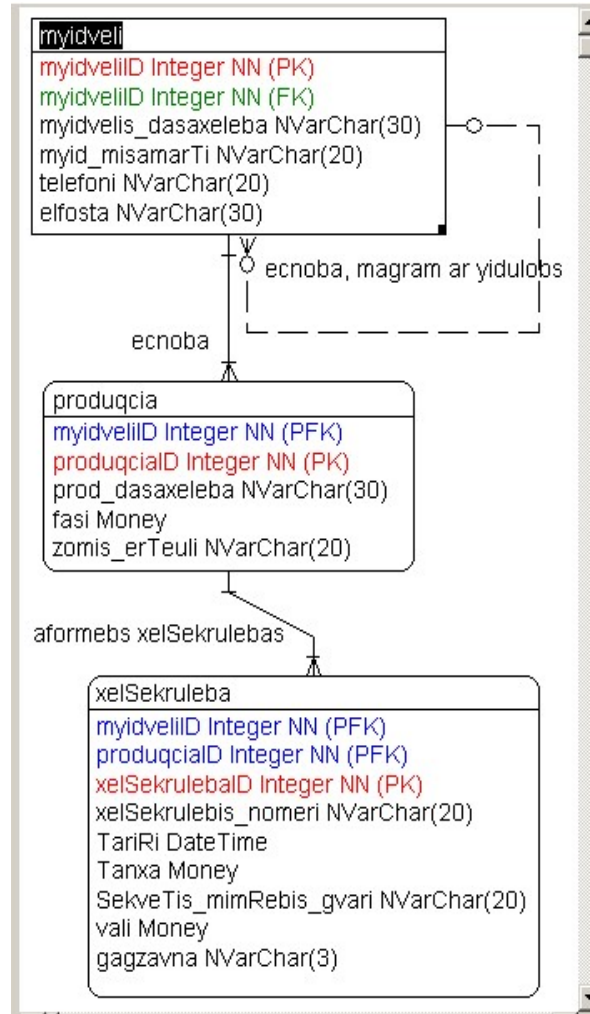 myidveli
myidveliID Integer NN (PK)
myidveliID Integer NN (FK)
myidvelis_dasaxeleba NVarChar(30)
myid_misamarTi NVarChar(20)
telefoni NVarChar(20)
elfosta NVarChar(30)
ecnoba, magram ar yidulobs
ecnoba
produqcia
myidveliID Integer NN (PFK)
produqciaID Integer NN (PK)
prod_dasaxeleba NVarChar(30)
fasi Money
zomis_erTeuli NVarChar(20)
aformebs xelSekrulebas
xelSekruleba
myidveliID Integer NN (PFK)
produqciaID Integer NN (PFK)
xelSekrulebaID Integer NN (PK)
xelSekrulebis_nomeri NVarChar(20)
TariRi DateTime
Tanxa Money
SekveTis_mimRebis_gvari NVarChar(20)
vali Money
gagzavna NVarChar(3)